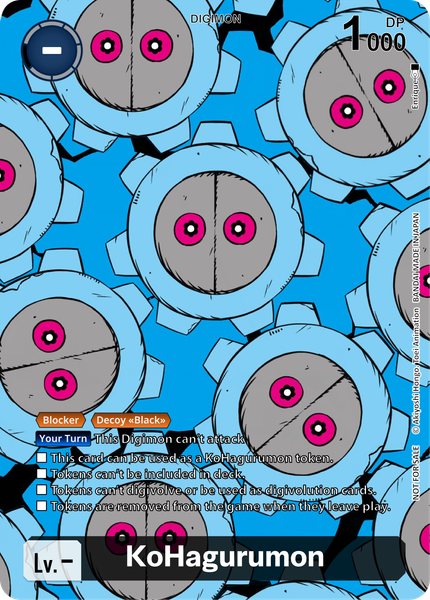 DIGIMON
DP
1000
Enrique
Blocker Decoy «Black»
Your Turn This Digimon can't attack.
This card can be used as a KoHagurumon token.
Tokens can't be included in deck.
Tokens can't digivolve or be used as digivolution cards.
Tokens are removed from the game when they leave play.
NOT FOR SALE © Akiyoshi Hongo, Toei Animation BANDAI MADE IN JAPAN
Lv.– KoHagurumon